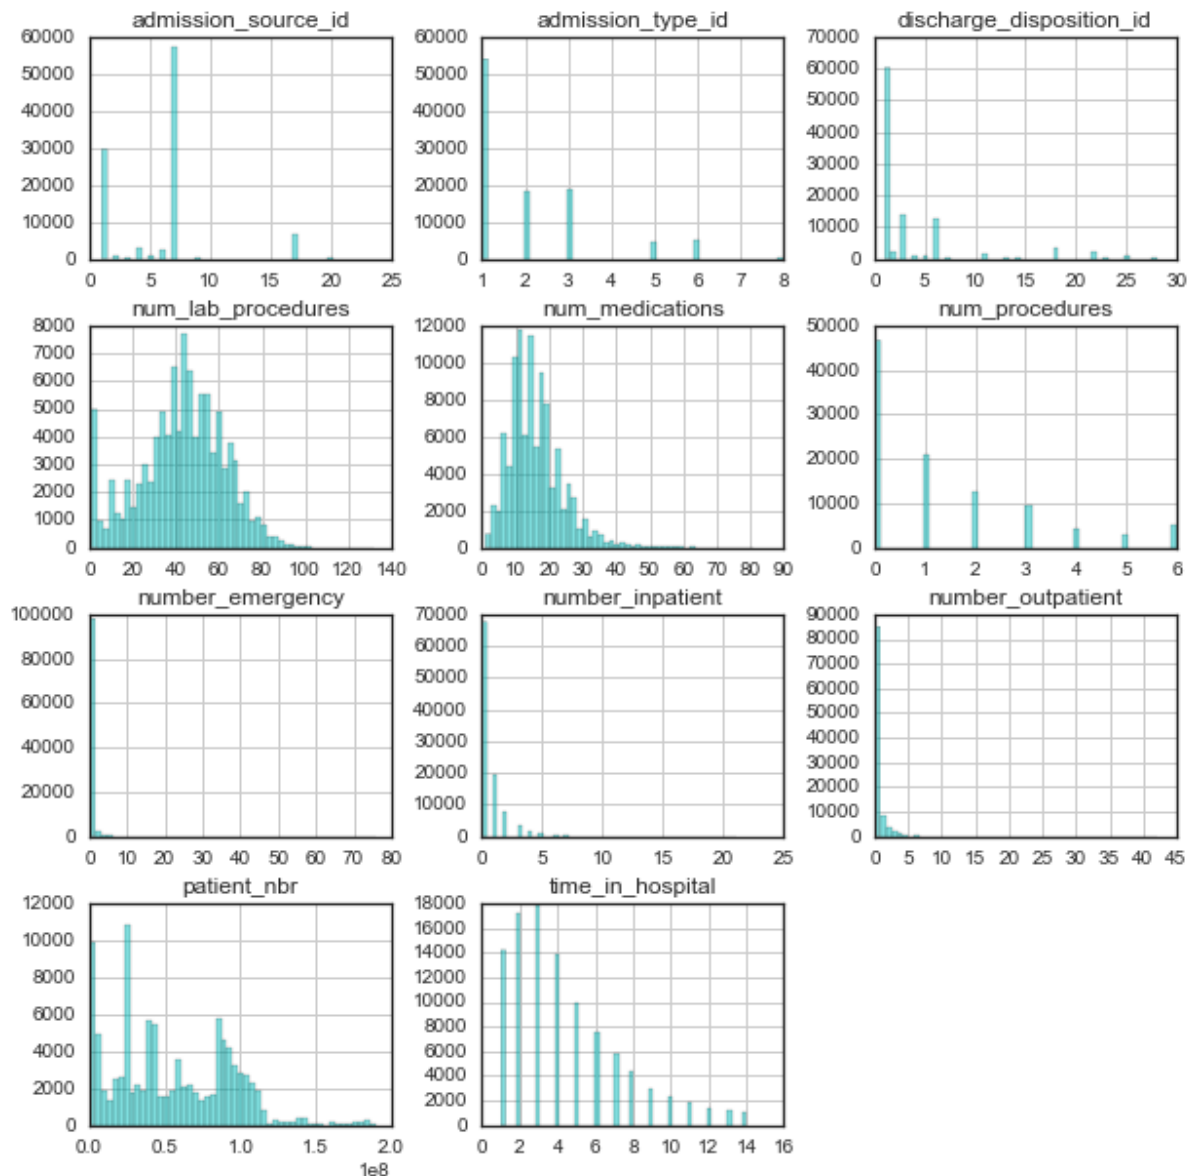 admission_source_id admission_type_id discharge_disposition_id
60000 60000 70000
50000 50000 60000
40000 40000 50000
30000 30000 40000
20000 20000 30000
10000 10000 20000
0 0 10000
0
0 5 10 15 20 25 1 2 3 4 5 6 7 8 0 5 10 15 20 25 30
num_lab_procedures num_medications num_procedures
8000 12000 50000
7000 10000 40000
6000 8000 30000
5000 6000 20000
4000 4000 10000
3000 2000 0
2000 0
1000
0
0 20 40 60 80 100 120 140 0 10 20 30 40 50 60 70 80 90 0 1 2 3 4 5 6
number_emergency number_inpatient number_outpatient
100000 70000 90000
80000 60000 80000
60000 50000 70000
40000 40000 60000
20000 30000 50000
0 20000 40000
10000 30000
0 20000
10000
0
0 10 20 30 40 50 60 70 80 0 5 10 15 20 25 0 5 10 15 20 25 30 35 40 45
patient_nbr time_in_hospital
12000 18000
10000 16000
8000 14000
6000 12000
4000 10000
2000 8000
0 6000
4000
2000
0
0.0 0.5 1.0 1.5 2.0 0 2 4 6 8 10 12 14 16
1e8